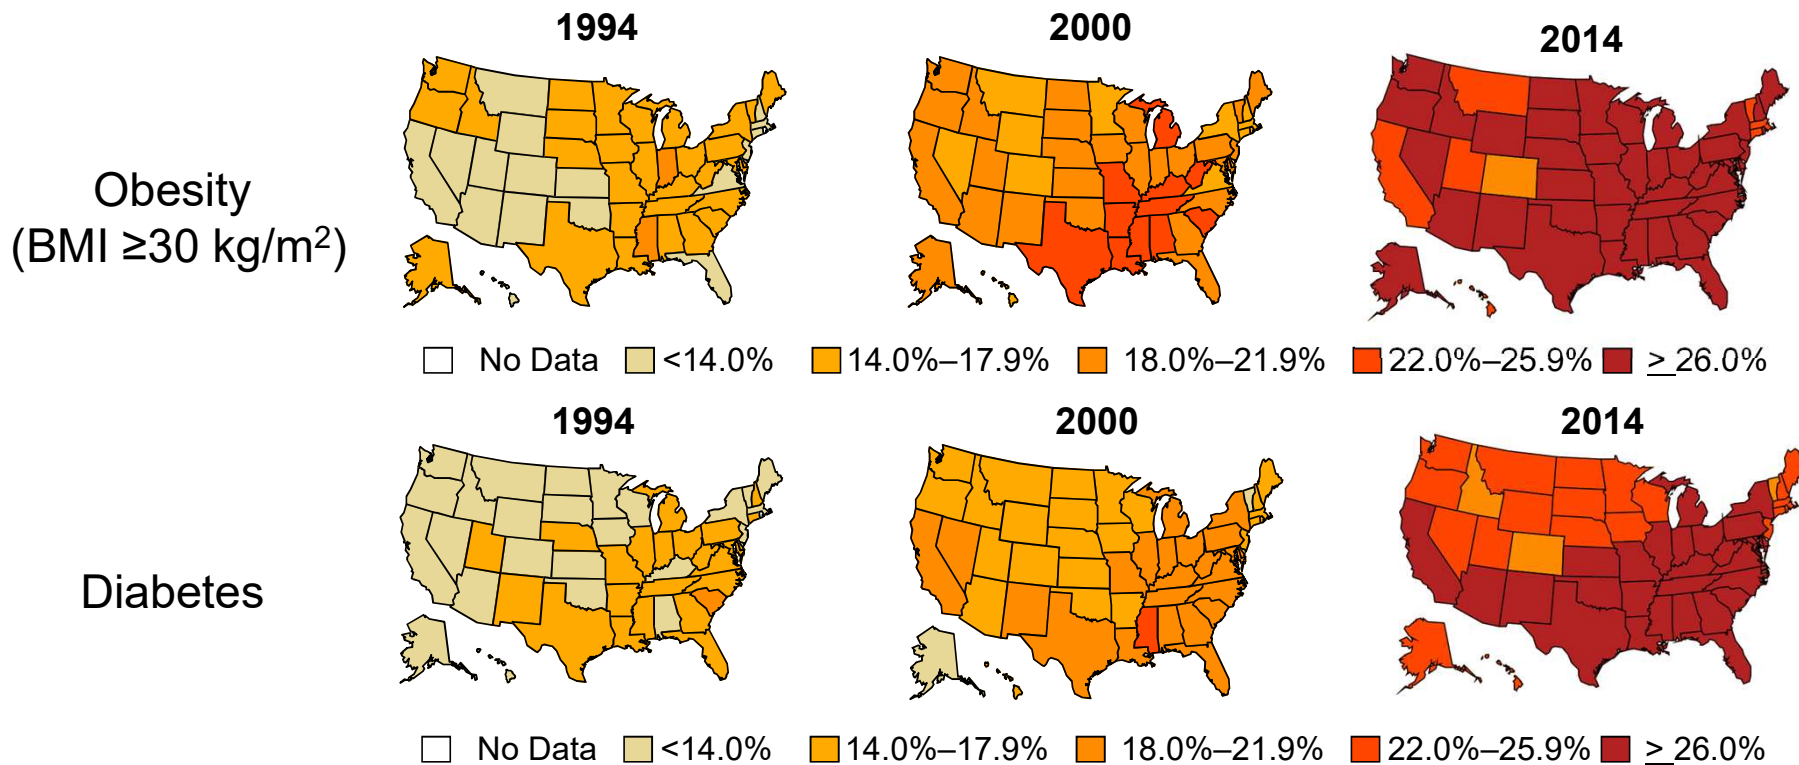 1994 2000 2014
Obesity
(BMI ≥30 kg/m²)
No Data <14.0% 14.0%–17.9% 18.0%–21.9% 22.0%–25.9% > 26.0%
1994 2000 2014
Diabetes
No Data <14.0% 14.0%–17.9% 18.0%–21.9% 22.0%–25.9% > 26.0%